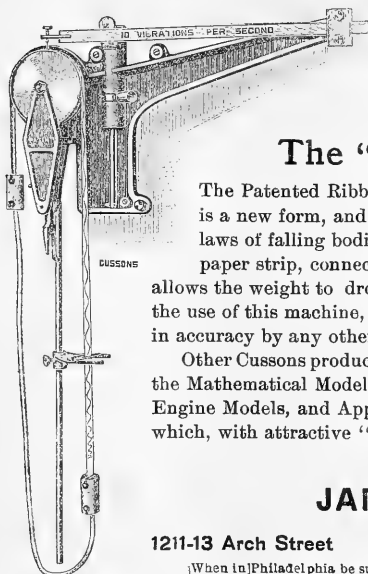 10 VIBRATIONS - PER - SECOND
CUSSONS
The “
The Patented Ribb
is a new form, and
laws of falling bodi
paper strip, connec
allows the weight to dro
the use of this machine,
in accuracy by any othe
Other Cussons produc
the Mathematical Model
Engine Models, and App
which, with attractive “
JA
1211-13 Arch Street
When in Philadelphia be su